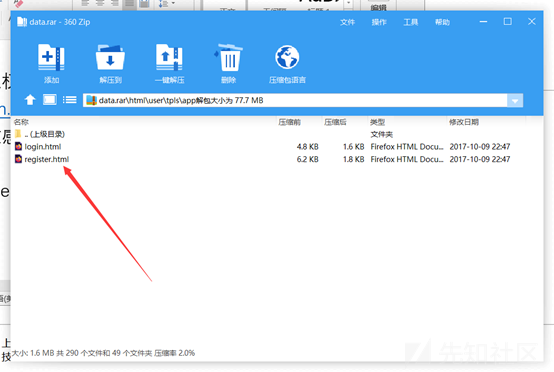 data.rar - 360 Zip
文件 操作 工具 帮助
添加 解压到 一键解压 删除 压缩包语言
data.rar\html\user\tpls\app解包大小为 77.7 MB
名称 压缩前 压缩后 类型 修改日期
.. (上级目录) 文件夹
login.html 4.8 KB 1.6 KB Firefox HTML Docu... 2017-10-09 22:47
register.html 6.2 KB 1.8 KB Firefox HTML Docu... 2017-10-09 22:47
大小: 1.6 MB 共 290 个文件和 49 个文件夹 压缩率 2.0%
先知社区